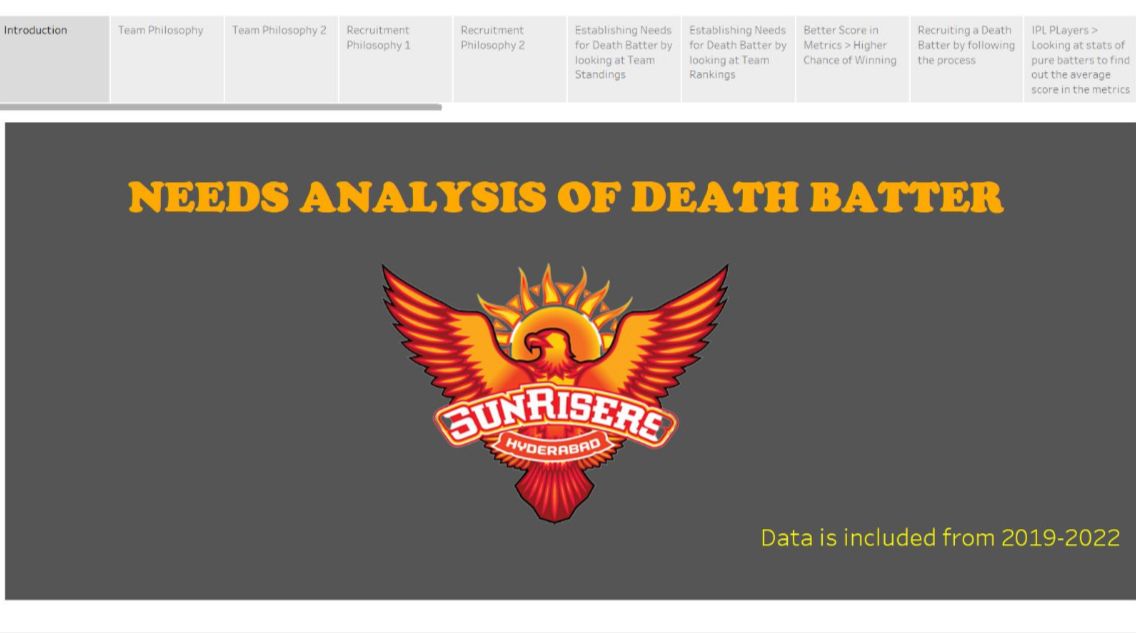 Introduction
Team Philosophy
Team Philosophy 2
Recruitment
Philosophy 1
Recruitment
Philosophy 2
Establishing Needs
for Death Batter by
looking at Team
Standings
Establishing Needs
for Death Batter by
looking at Team
Rankings
Better Score in
Metrics > Higher
Chance of Winning
Recruiting a Death
Batter by following
the process
IPL PLayers >
Looking at stats of
pure batters to find
out the average
score in the metrics
NEEDS ANALYSIS OF DEATH BATTER
SUNRISERS
HYDERABAD
Data is included from 2019-2022